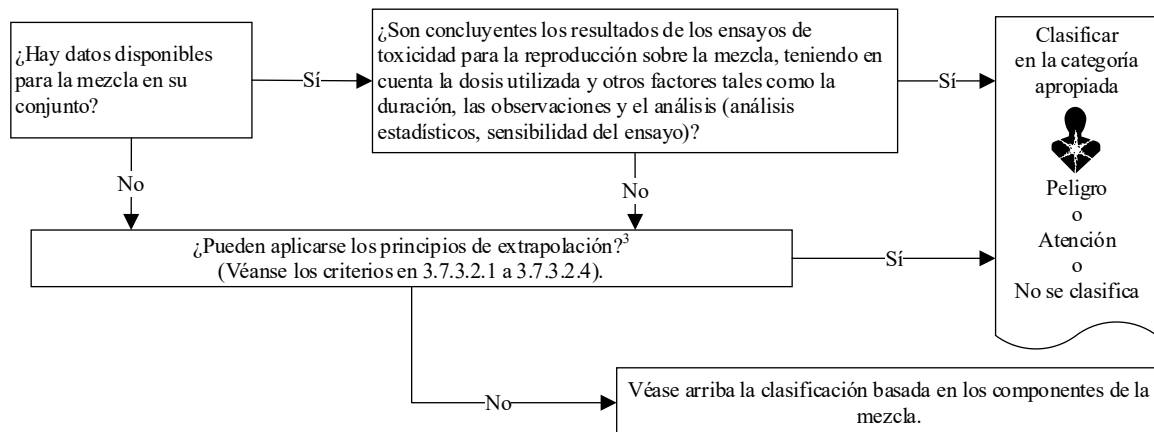 ¿Hay datos disponibles
para la mezcla en su
conjunto?
Sí
¿Son concluyentes los resultados de los ensayos de
toxicidad para la reproducción sobre la mezcla, teniendo en
cuenta la dosis utilizada y otros factores tales como la
duración, las observaciones y el análisis (análisis
estadísticos, sensibilidad del ensayo)?
Sí
Clasificar
en la categoría
apropiada
Peligro
o
Atención
o
No se clasifica
No
No
¿Pueden aplicarse los principios de extrapolación?³
(Véanse los criterios en 3.7.3.2.1 a 3.7.3.2.4).
Sí
No
Véase arriba la clasificación basada en los componentes de la
mezcla.